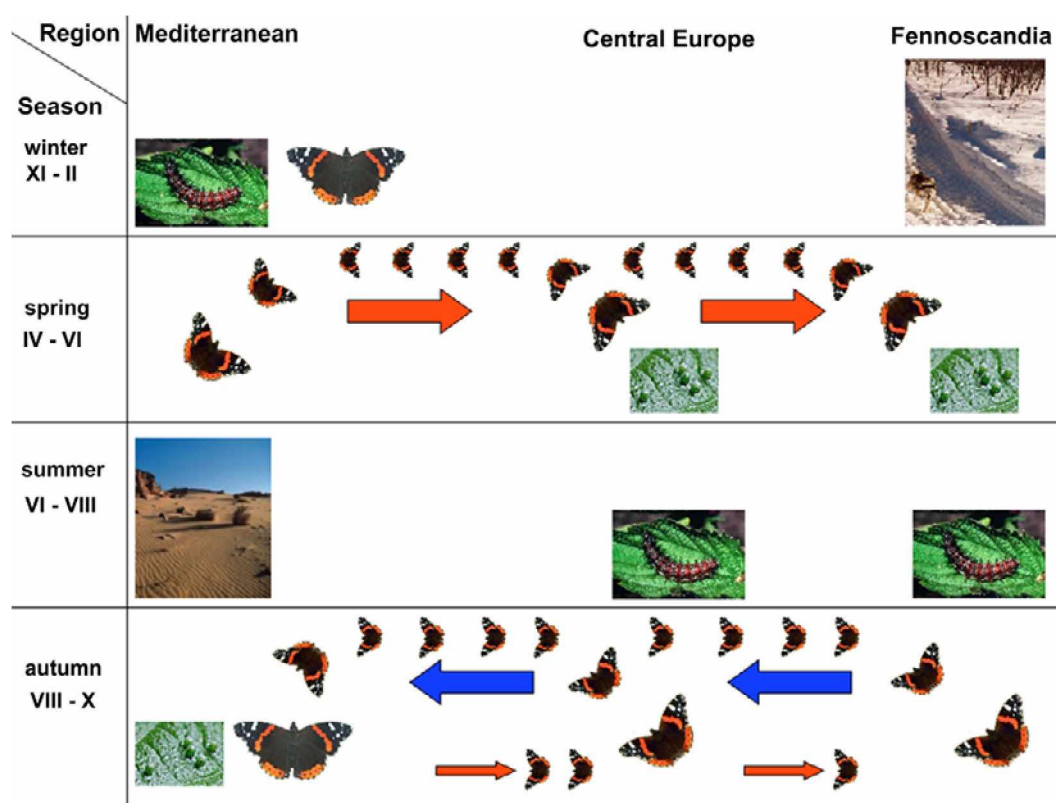 Region
Mediterranean
Central Europe
Fennoscandia
Season
winter
XI - II
spring
IV - VI
summer
VI - VIII
autumn
VIII - X